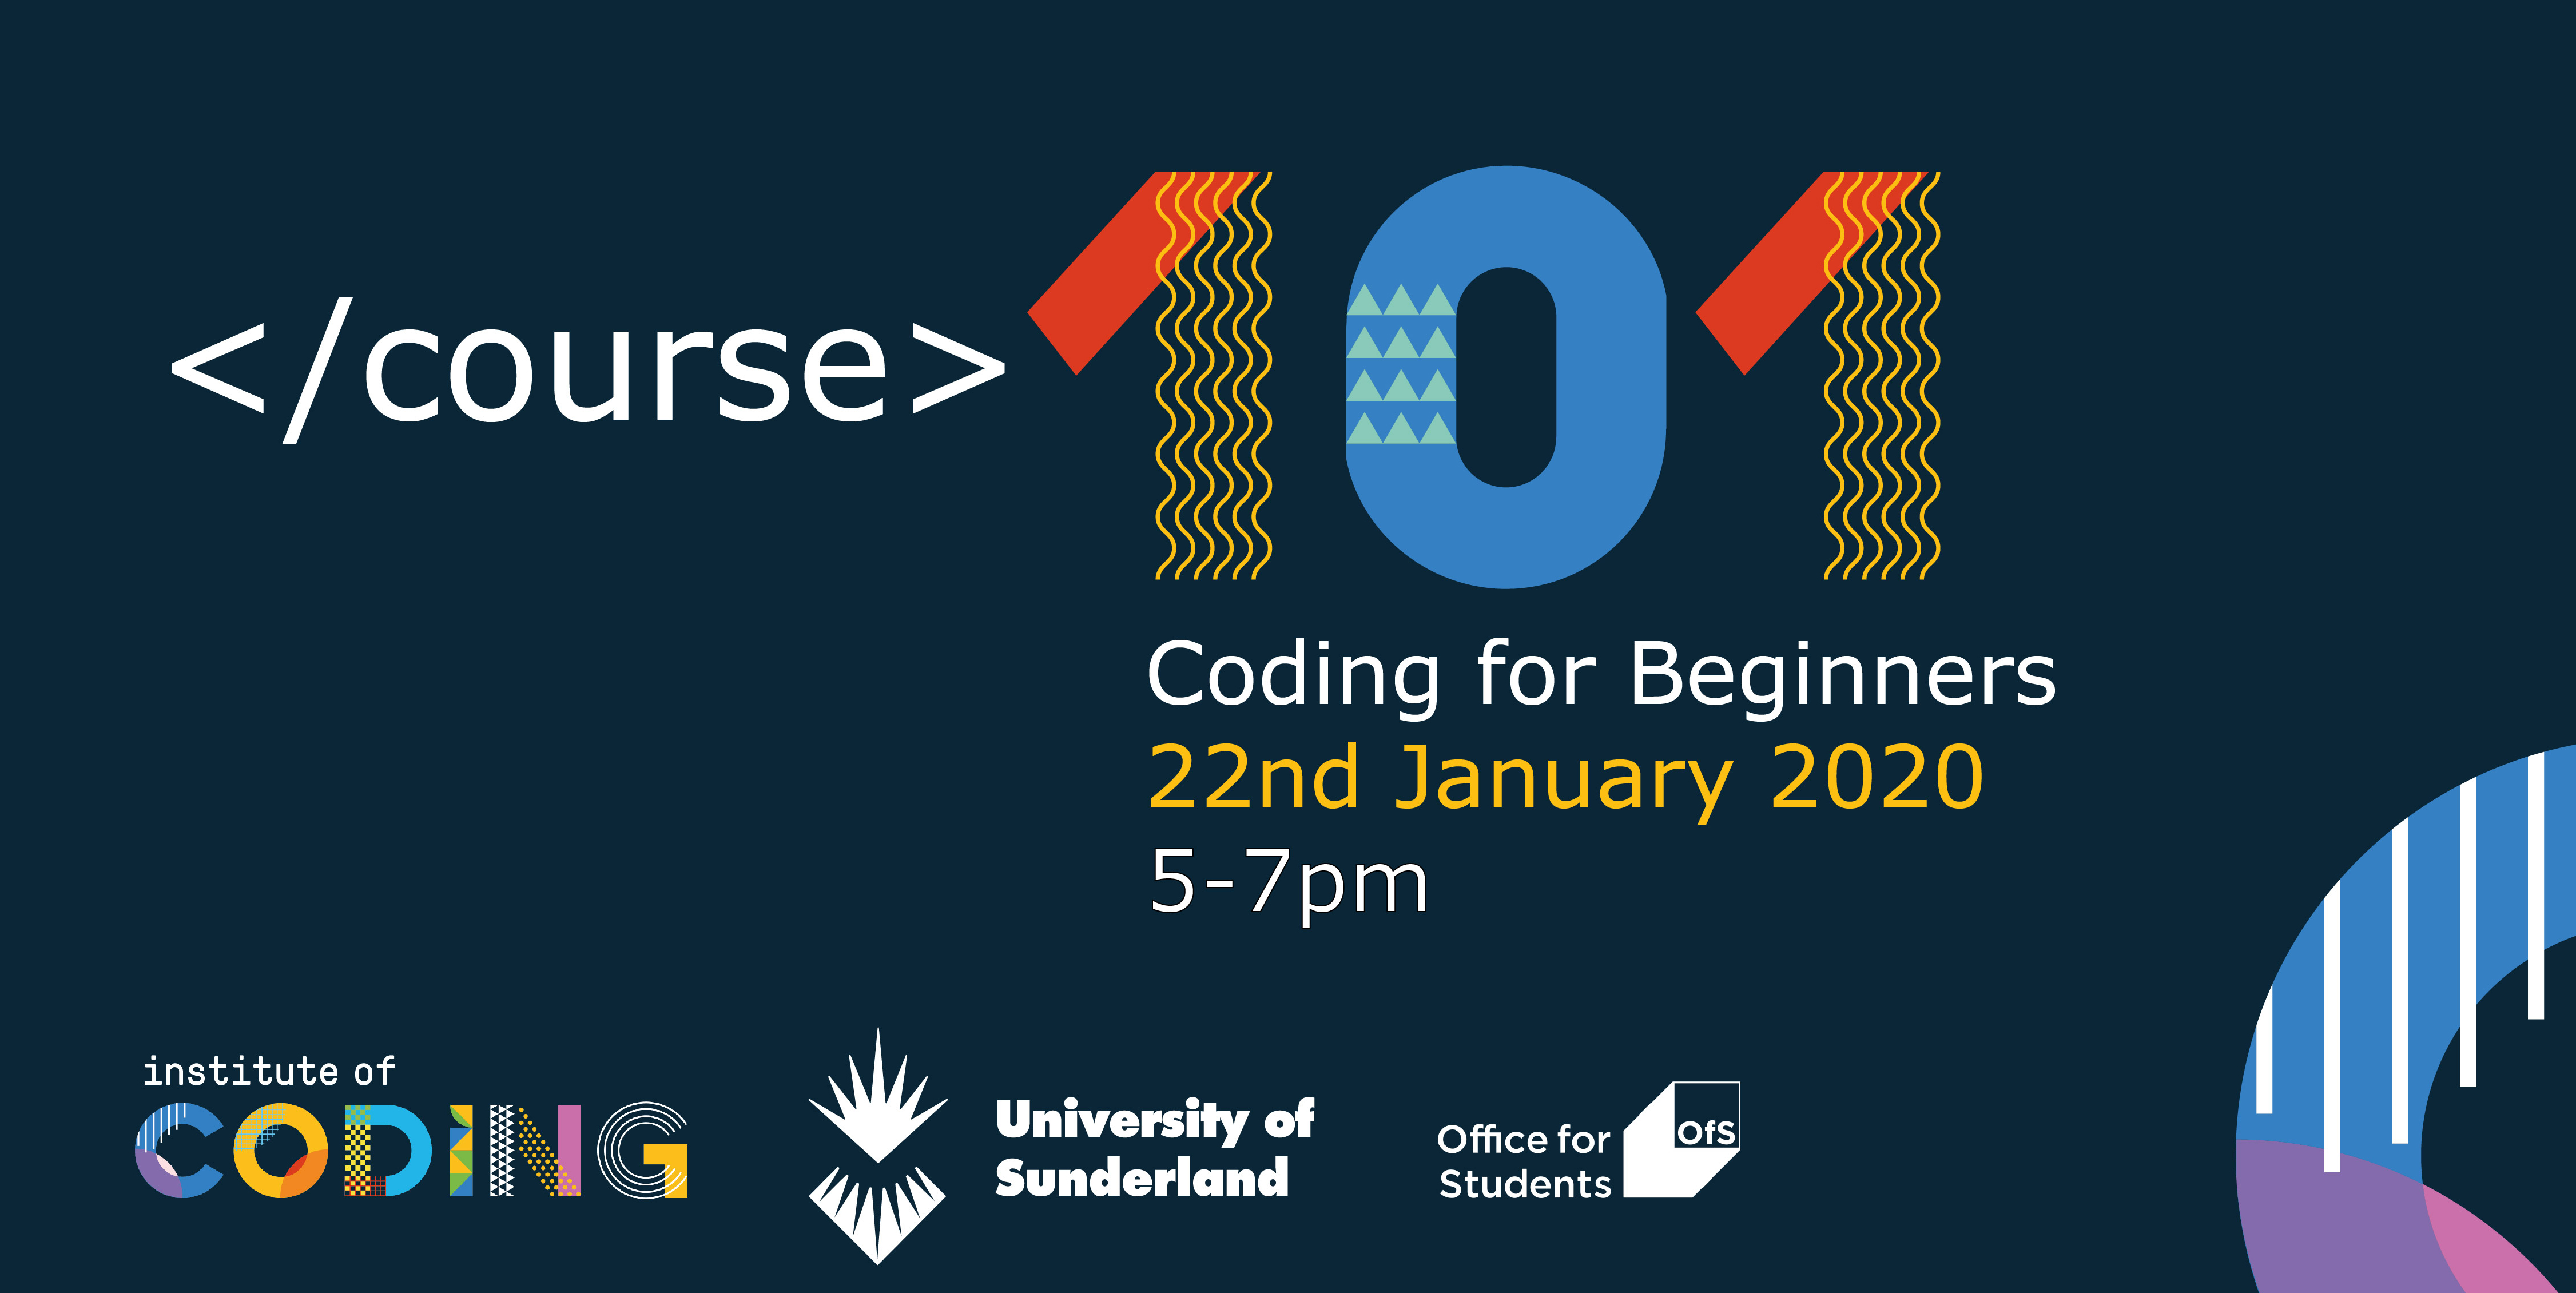 </course> 101
Coding for Beginners
22nd January 2020
5-7pm
institute of
CODING
University of
Sunderland
Office for
Students
OfS